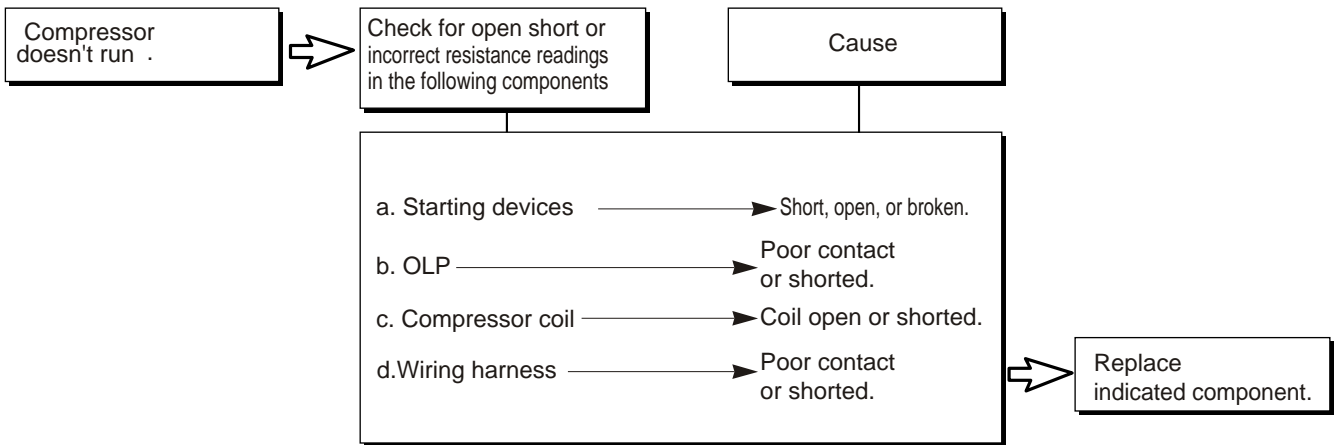 Compressor
doesn't run .
Check for open short or
incorrect resistance readings
in the following components
Cause
a. Starting devices
Short, open, or broken.
b. OLP
Poor contact
or shorted.
c. Compressor coil
Coil open or shorted.
d.Wiring harness
Poor contact
or shorted.
Replace
indicated component.